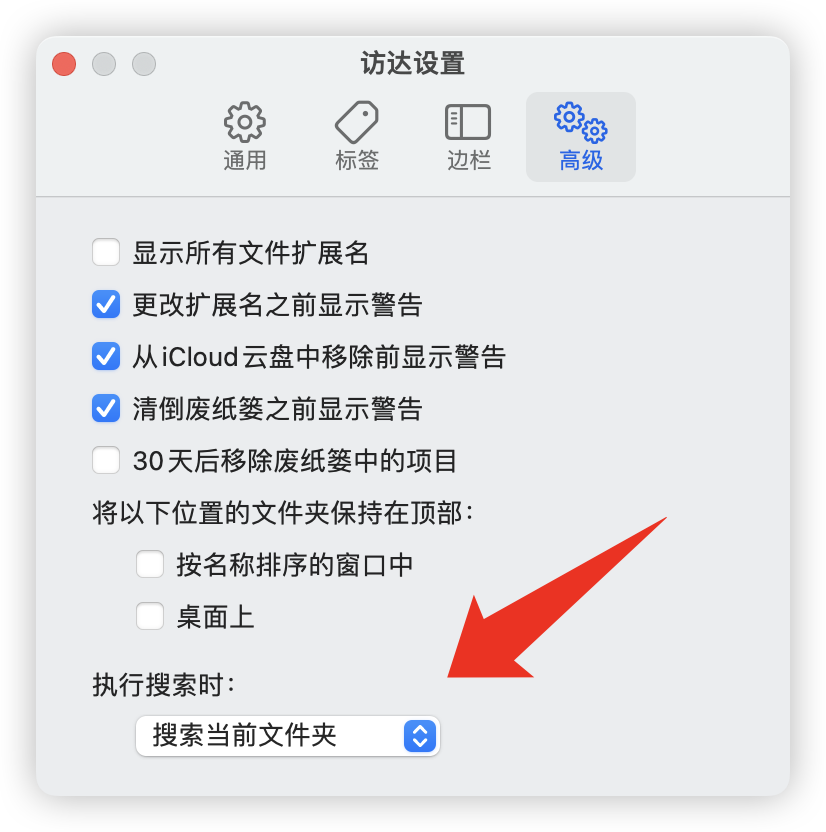 访达设置
通用 标签 边栏 高级
显示所有文件扩展名
更改扩展名之前显示警告
从iCloud云盘中移除前显示警告
清倒废纸篓之前显示警告
30天后移除废纸篓中的项目
将以下位置的文件夹保持在顶部：
按名称排序的窗口中
桌面上
执行搜索时：
搜索当前文件夹